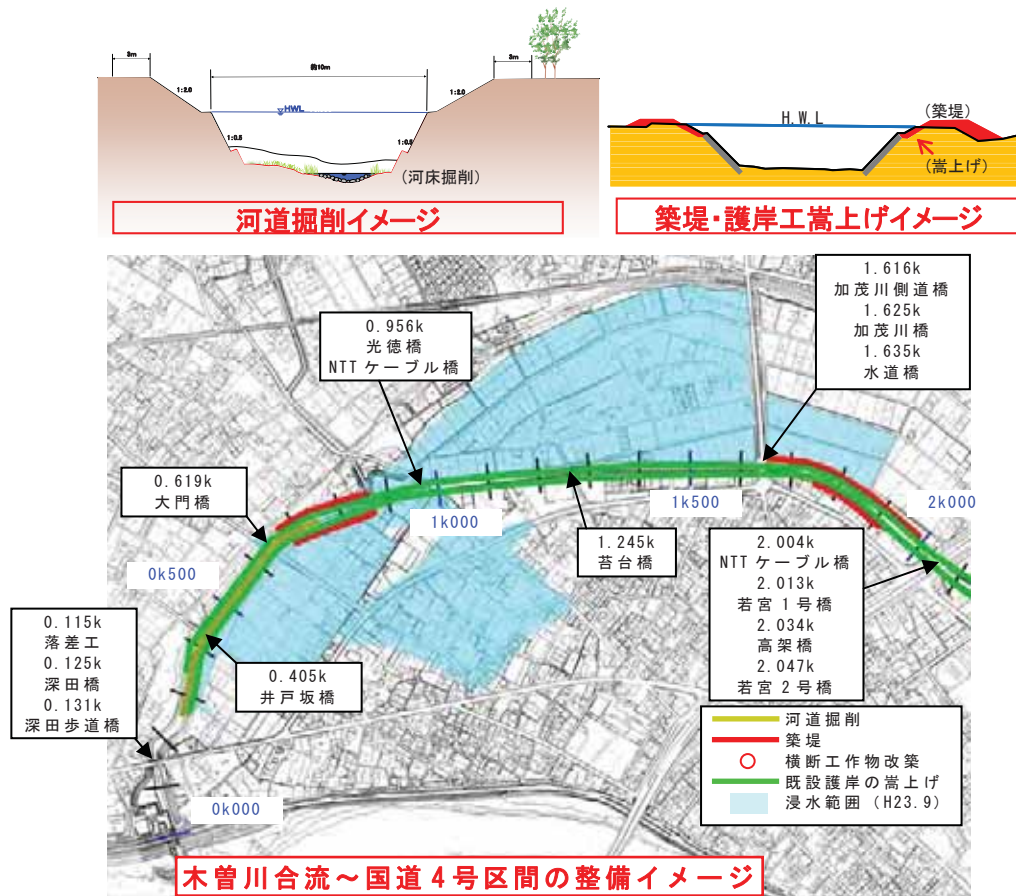 3m
約10m
3m
1:2.0
HWL
1:2.0
1:0.5
1:0.5
(河床掘削)
河道掘削イメージ
H.W.L
(築堤)
(嵩上げ)
築堤・護岸工嵩上げイメージ
0.956k
光徳橋
NTTケーブル橋
1.616k
加茂川側道橋
1.625k
加茂川橋
1.635k
水道橋
0.619k
大門橋
1k000
1k500
2k000
0k500
1.245k
苔台橋
2.004k
NTTケーブル橋
2.013k
若宮1号橋
2.034k
高架橋
2.047k
若宮2号橋
0.115k
落差工
0.125k
深田橋
0.131k
深田歩道橋
0.405k
井戸坂橋
0k000
河道掘削
築堤
横断工作物改築
既設護岸の嵩上げ
浸水範囲(H23.9)
木曽川合流~国道4号区間の整備イメージ